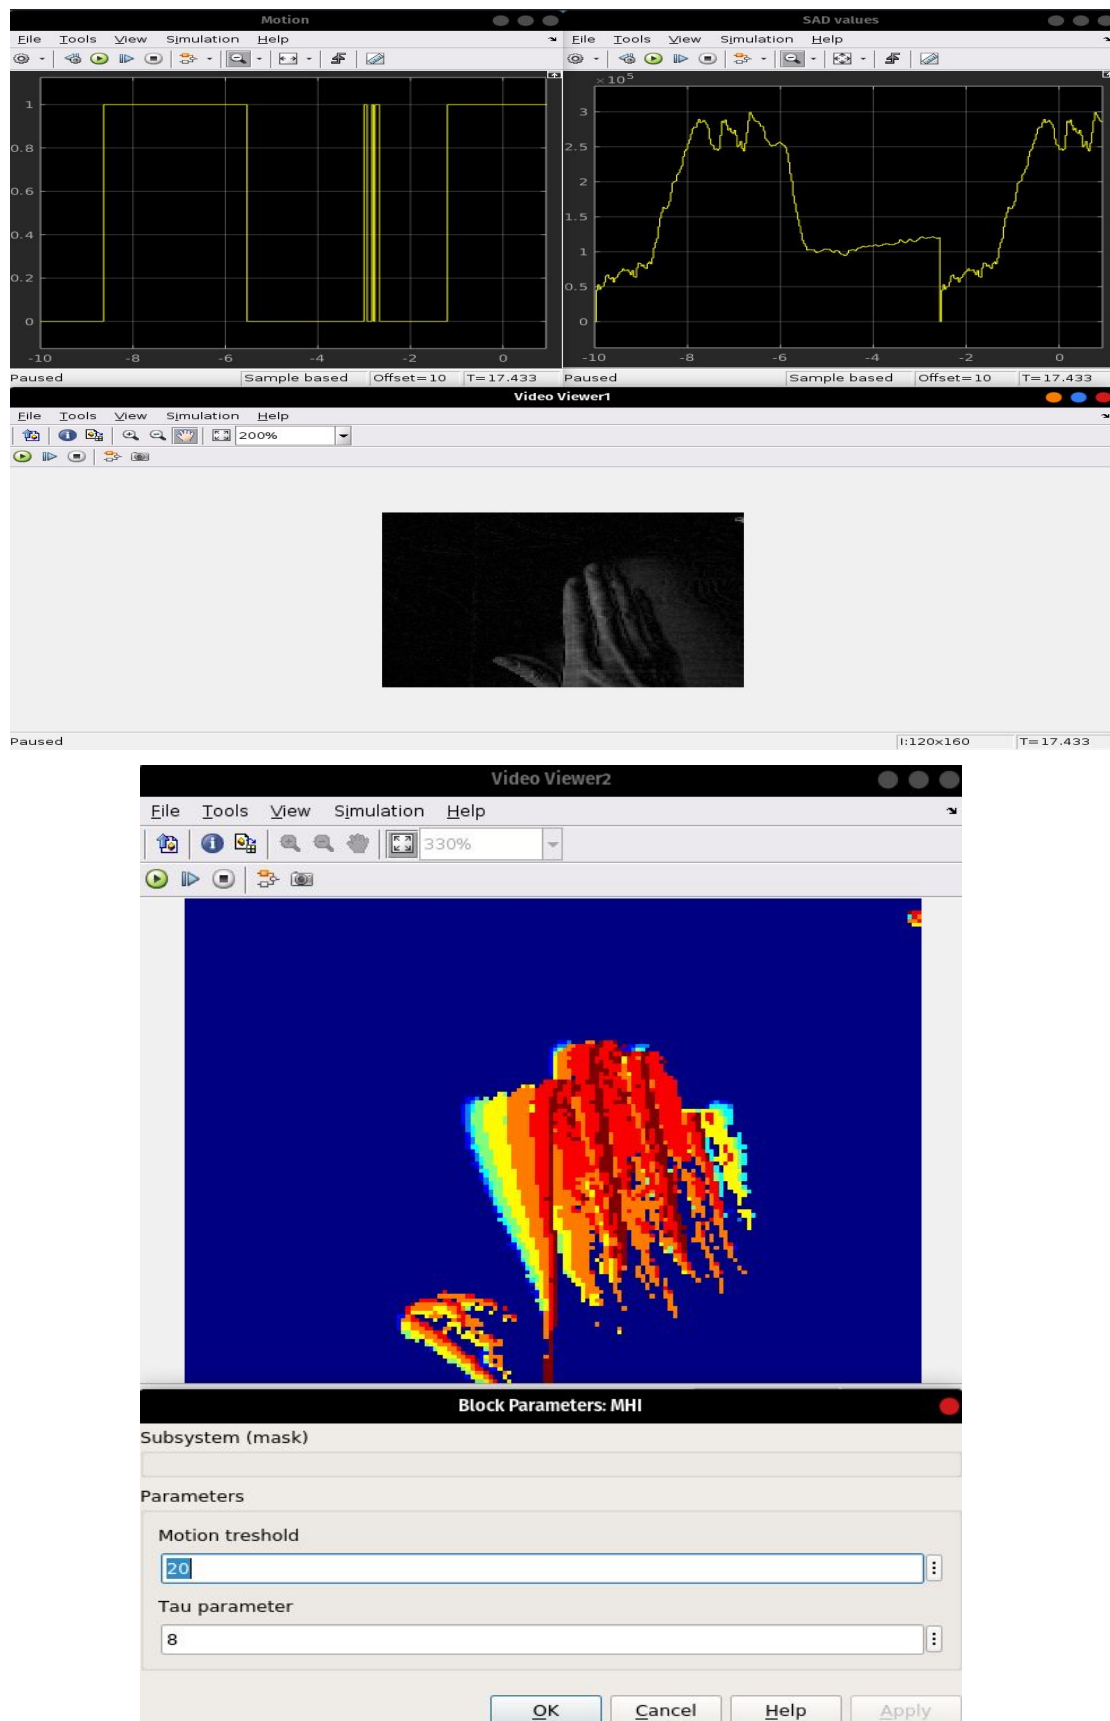 Motion
File Tools View Simulation Help
1
0.8
0.6
0.4
0.2
0
-10 -8 -6 -4 -2 0
Paused Sample based Offset=10 T=17.433
SAD values
File Tools View Simulation Help
×10⁵
3
2.5
2
1.5
1
0.5
0
-10 -8 -6 -4 -2 0
Paused Sample based Offset=10 T=17.433
Video Viewer1
File Tools View Simulation Help
200%
Paused I:120x160 T=17.433
Video Viewer2
File Tools View Simulation Help
330%
Block Parameters: MHI
Subsystem (mask)
Parameters
Motion treshold
20
Tau parameter
8
OK Cancel Help Apply